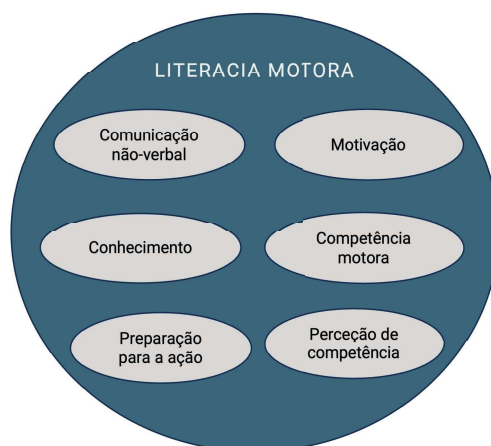 LITERACIA MOTORA
Comunicação
não-verbal
Motivação
Conhecimento
Competência
motora
Preparação
para a ação
Perceção de
competência